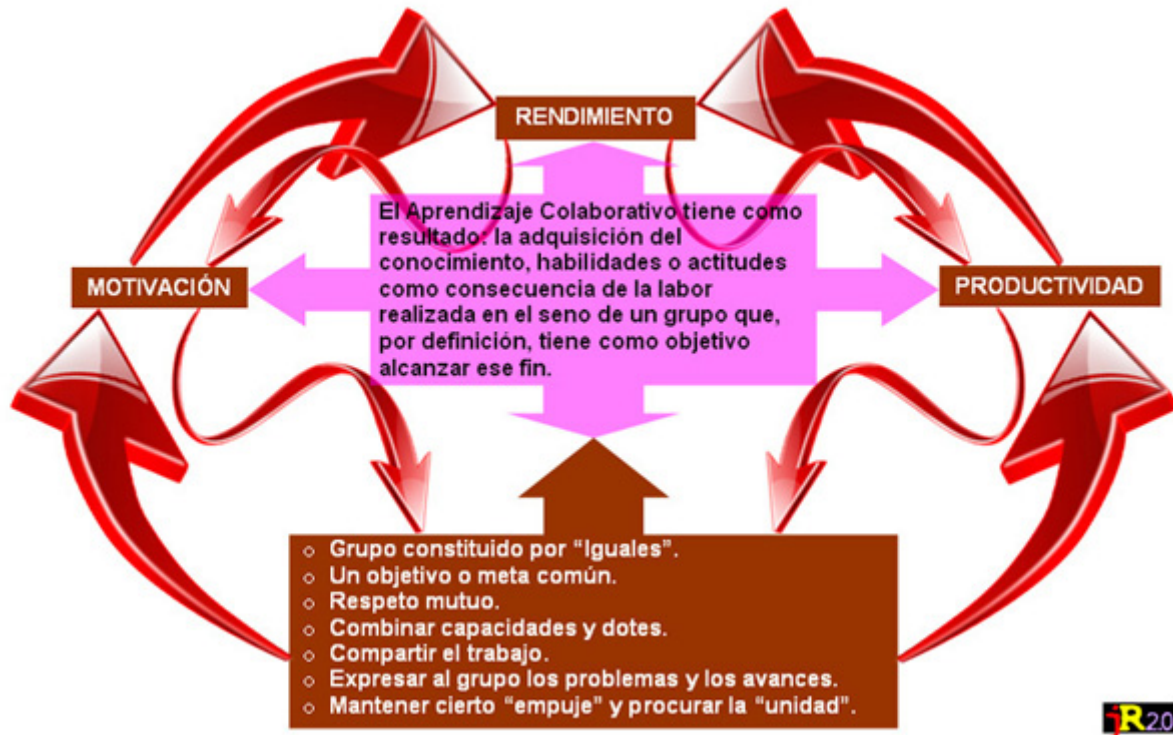 RENDIMIENTO
El Aprendizaje Colaborativo tiene como
resultado: la adquisición del
conocimiento, habilidades o actitudes
como consecuencia de la labor
realizada en el seno de un grupo que,
por definición, tiene como objetivo
alcanzar ese fin.
MOTIVACIÓN
PRODUCTIVIDAD
Grupo constituido por “Iguales”.
Un objetivo o meta común.
Respeto mutuo.
Combinar capacidades y dotes.
Compartir el trabajo.
Expresar al grupo los problemas y los avances.
Mantener cierto “empuje” y procurar la “unidad”.
jR 2.0